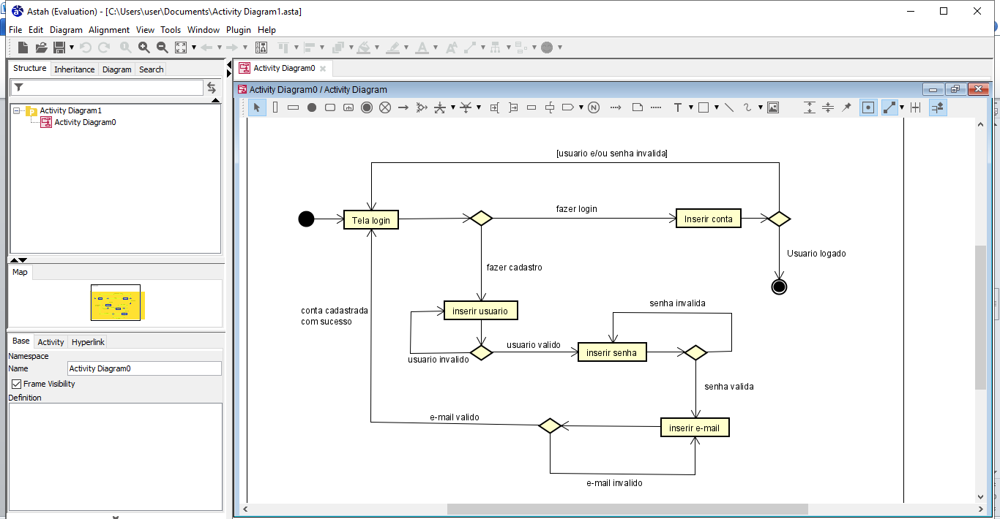 Astah (Evaluation) - [C:\Users\user\Documents\Activity Diagram1.asta]
File Edit Diagram Alignment View Tools Window Plugin Help
Structure Inheritance Diagram Search
Activity Diagram1
Activity Diagram0
Map
Base Activity Hyperlink
Namespace
Name Activity Diagram0
Frame Visibility
Definition
Activity Diagram0
Activity Diagram0 / Activity Diagram
[usuario e/ou senha invalida]
fazer login
Tela login
Inserir conta
Usuario logado
fazer cadastro
conta cadastrada
com sucesso
inserir usuario
senha invalida
usuario valido
usuario invalido
inserir senha
senha valida
e-mail valido
inserir e-mail
e-mail invalido